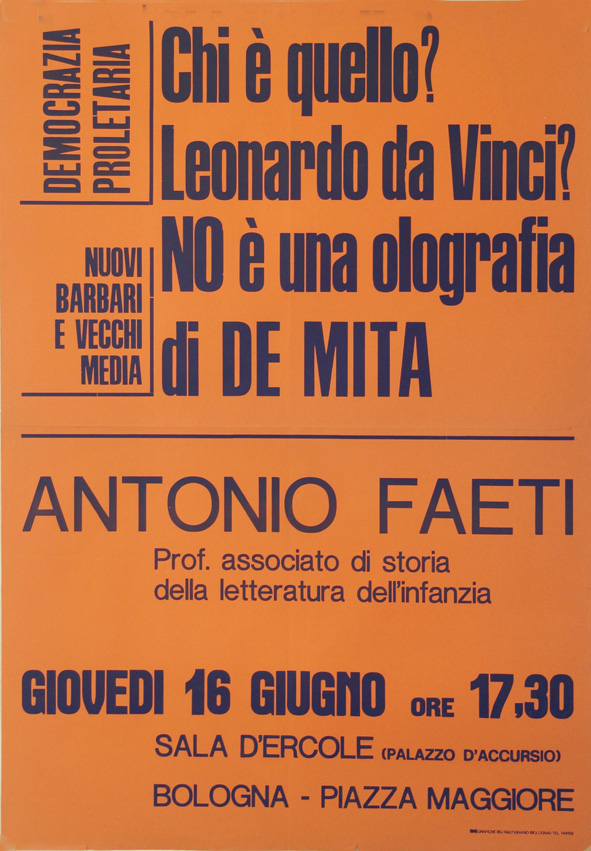 DEMOCRAZIA
PROLETARIA
NUOVI
BARBARI
E VECCHI
MEDIA
Chi è quello?
Leonardo da Vinci?
NO è una olografia
di DE MITA
ANTONIO FAETI
Prof. associato di storia
della letteratura dell'infanzia
GIOVEDI 16 GIUGNO ORE 17,30
SALA D'ERCOLE (PALAZZO D'ACCURSIO)
BOLOGNA - PIAZZA MAGGIORE